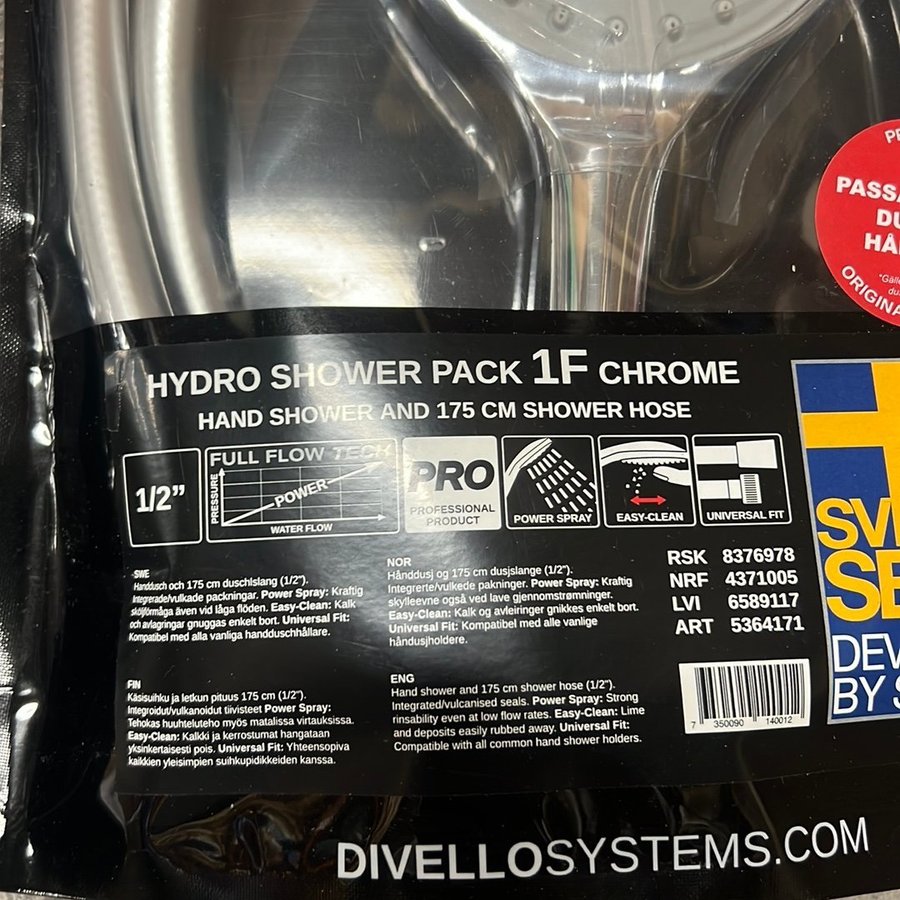 PASSA
HÅ
ORIGINA
HYDRO SHOWER PACK 1F CHROME
HAND SHOWER AND 175 CM SHOWER HOSE
1/2”
FULL FLOW TECH
PRESSURE
POWER
WATER FLOW
PRO
PROFESSIONAL
PRODUCT
POWER SPRAY
EASY-CLEAN
UNIVERSAL FIT
SWE
Handdusch och 175 cm duschlslang (1/2").
Integrerade/vulkade packningar. Power Spray: Kraftig
sköljförmåga även vid låga flöden. Easy-Clean: Kalk
och avlagringar gnuggas enkelt bort. Universal Fit:
Kompatibel med alla vanliga handduschhållare.
NOR
Hånddusj og 175 cm dusjslange (1/2").
Integrerte/vulkede pakninger. Power Spray: Kraftig
skylleevne også ved lave gjennomstrømninger.
Easy-Clean: Kalk og avleiringer gnikkes enkelt bort.
Universal Fit: Kompatibel med alle vanlige
håndusjholdere.
RSK 8376978
NRF 4371005
LVI 6589117
ART 5364171
FIN
Käsisuihku ja letkun pituus 175 cm (1/2").
Integroidut/vulkanoidut tiivisteet Power Spray:
Tehokas huuhteluteho myös matalissa virtauksissa.
Easy-Clean: Kalkki ja kerrostumat hangataan
yksinkertaisesti pois. Universal Fit: Yhteensopiva
kaikkien yleisimpien suihkupidikkeiden kanssa.
ENG
Hand shower and 175 cm shower hose (1/2").
Integrated/vulcanised seals. Power Spray: Strong
rinsability even at low flow rates. Easy-Clean: Lime
and deposits easily rubbed away. Universal Fit:
Compatible with all common hand shower holders.
7 350090 140012
SE
DEV
BY S
DIVELLOSYSTEMS.COM